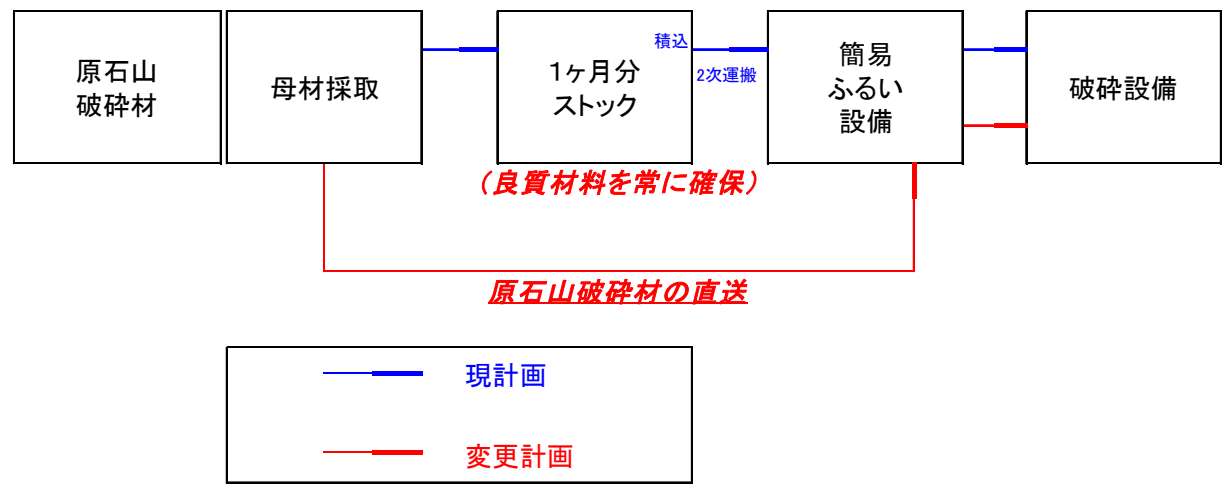 原石山
破砕材
母材採取
1ヶ月分
ストック
積込
2次運搬
簡易
ふるい
設備
破砕設備
（良質材料を常に確保）
原石山破砕材の直送
現計画
変更計画